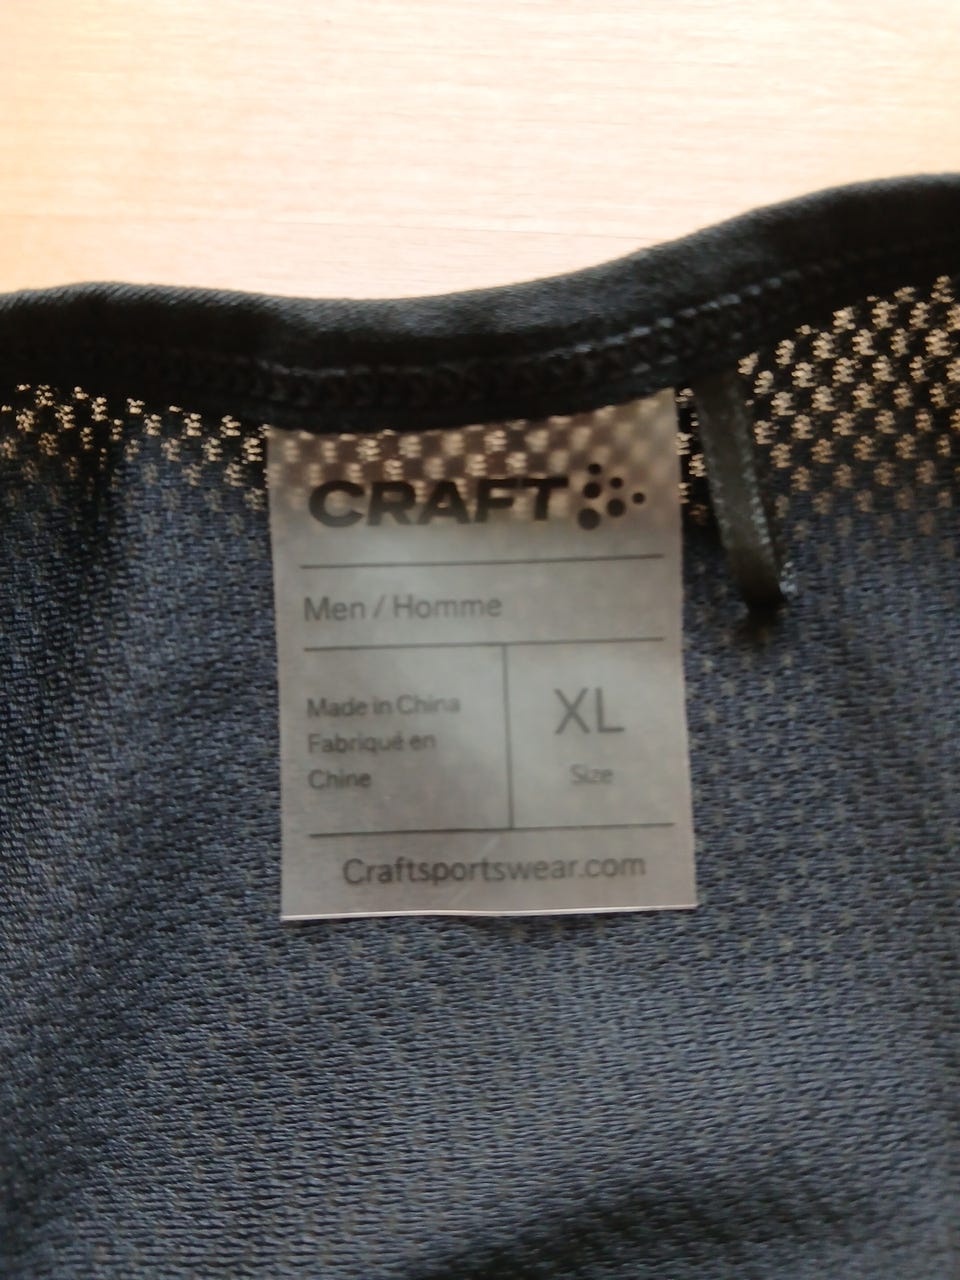 CRAFT
Men / Homme
Made in China
Fabriqué en
Chine
XL
Size
Craftsportswear.com